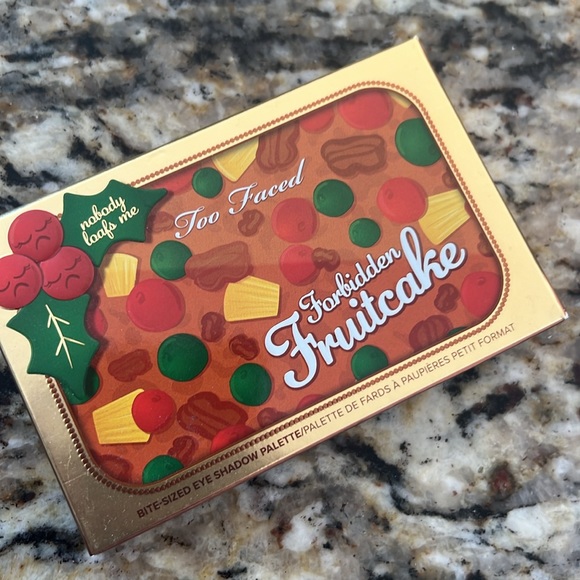 nobody
loafs me
Too Faced
Forbidden
Fruitcake
BITE-SIZED EYE SHADOW PALETTE/PALETTE DE FARDS À PAUPIÈRES PETIT FORMAT